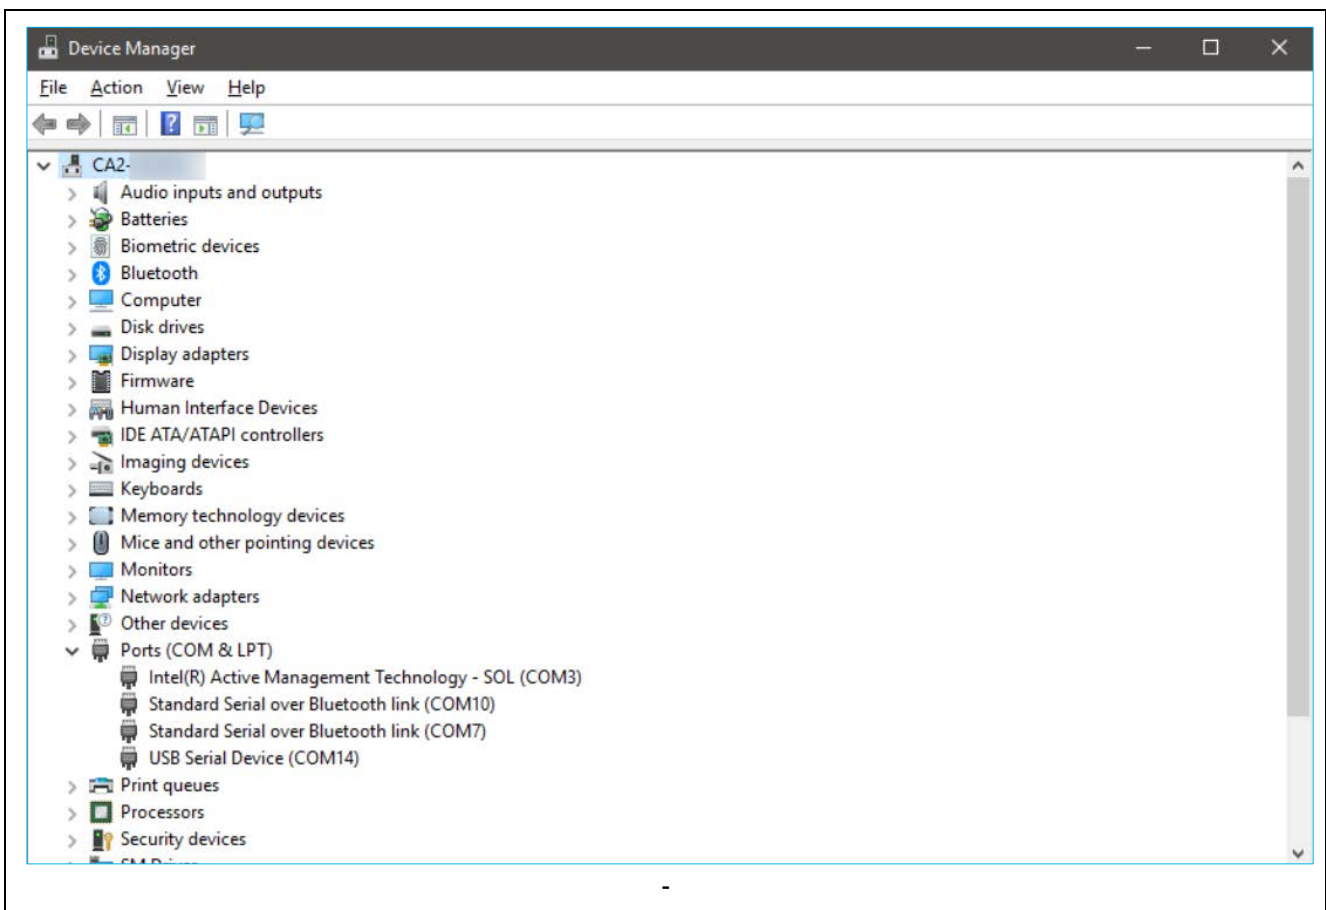 Device Manager
File Action View Help
CA2-
Audio inputs and outputs
Batteries
Biometric devices
Bluetooth
Computer
Disk drives
Display adapters
Firmware
Human Interface Devices
IDE ATA/ATAPI controllers
Imaging devices
Keyboards
Memory technology devices
Mice and other pointing devices
Monitors
Network adapters
Other devices
Ports (COM & LPT)
Intel(R) Active Management Technology - SOL (COM3)
Standard Serial over Bluetooth link (COM10)
Standard Serial over Bluetooth link (COM7)
USB Serial Device (COM14)
Print queues
Processors
Security devices
-